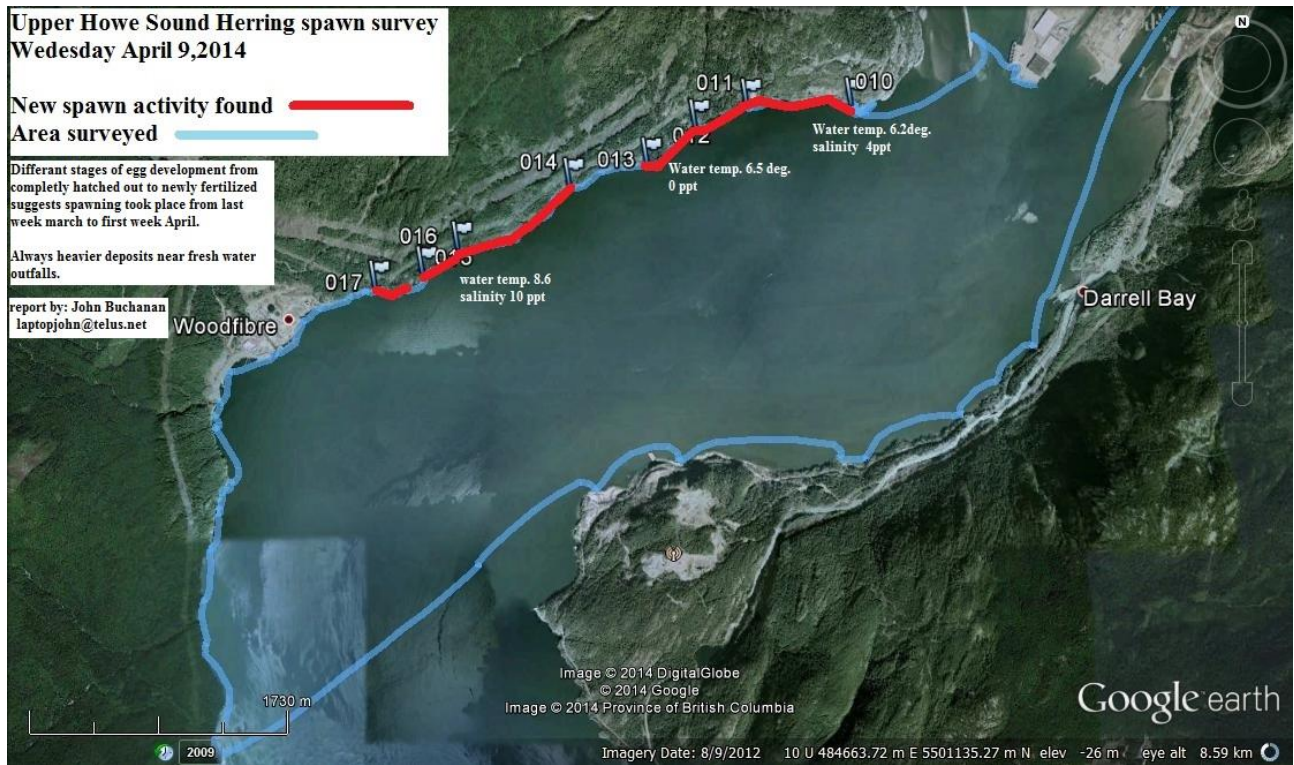 Upper Howe Sound Herring spawn survey
Wedesday April 9,2014
New spawn activity found
Area surveyed
Differant stages of egg development from
completly hatched out to newly fertilized
suggests spawning took place from last
week march to first week April.
Always heavier deposits near fresh water
outfalls.
report by: John Buchanan
laptopjohn@telus.net
N
011
010
012
Water temp. 6.2deg.
salinity 4ppt
014
013
Water temp. 6.5 deg.
0 ppt
016
015
017
water temp. 8.6
salinity 10 ppt
Woodfibre
Darrell Bay
Image © 2014 DigitalGlobe
© 2014 Google
Image © 2014 Province of British Columbia
Google earth
1730 m
2009
Imagery Date: 8/9/2012 10 U 484663.72 m E 5501135.27 m N elev -26 m eye alt 8.59 km